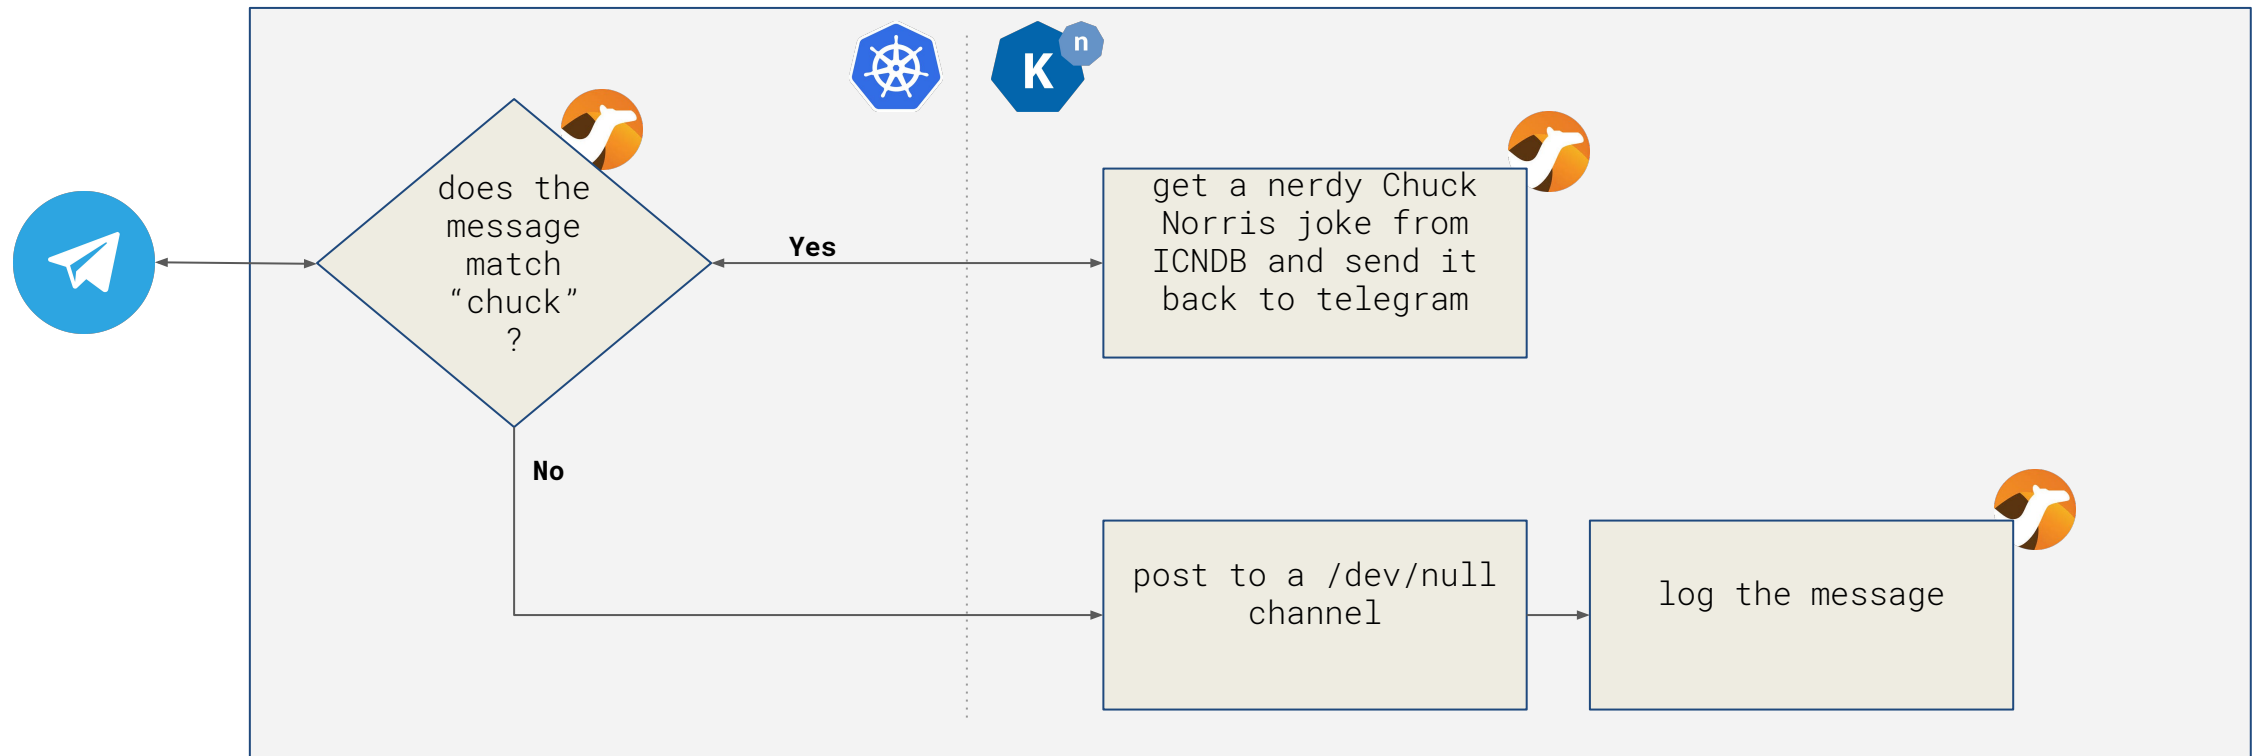 K n
does the
message
match
“chuck”
?
Yes
get a nerdy Chuck
Norris joke from
ICNDB and send it
back to telegram
No
post to a /dev/null
channel
log the message